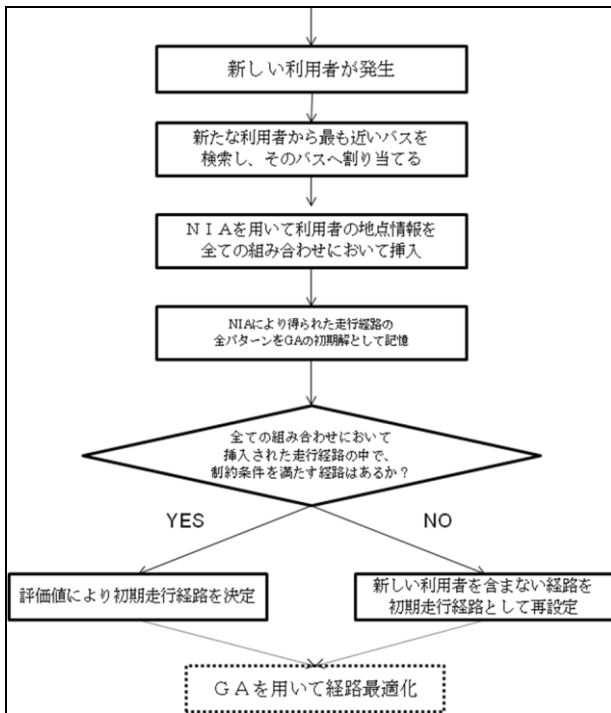 新しい利用者が発生
新たな利用者から最も近いバスを
検索し、そのバスへ割り当てる
ＮＩＡを用いて利用者の地点情報を
全ての組み合わせにおいて挿入
NIAにより得られた走行経路の
全パターンをGAの初期解として記憶
全ての組み合わせにおいて
挿入された走行経路の中で、
制約条件を満たす経路はあるか？
YES
NO
評価値により初期走行経路を決定
新しい利用者を含まない経路を
初期走行経路として再設定
ＧＡを用いて経路最適化